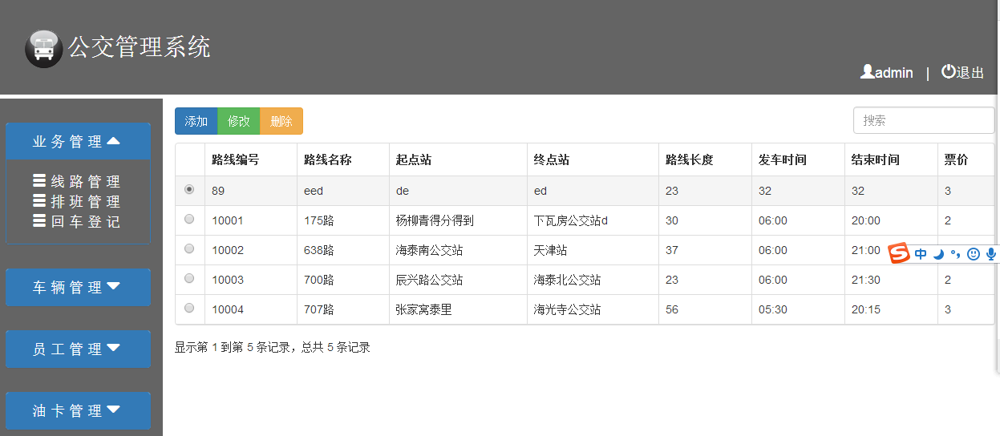 公交管理系统
admin | 退出
业务管理
线路管理
排班管理
回车登记
车辆管理
员工管理
油卡管理
添加 修改 删除 搜索
路线编号 路线名称 起点站 终点站 路线长度 发车时间 结束时间 票价
89 eed de ed 23 32 32 3
10001 175路 杨柳青得分得到 下瓦房公交站d 30 06:00 20:00 2
10002 638路 海泰南公交站 天津站 37 06:00 21:00
中
10003 700路 辰兴路公交站 海泰北公交站 23 06:00 21:30 2
10004 707路 张家窝泰里 海光寺公交站 56 05:30 20:15 3
显示第 1 到第 5 条记录，总共 5 条记录